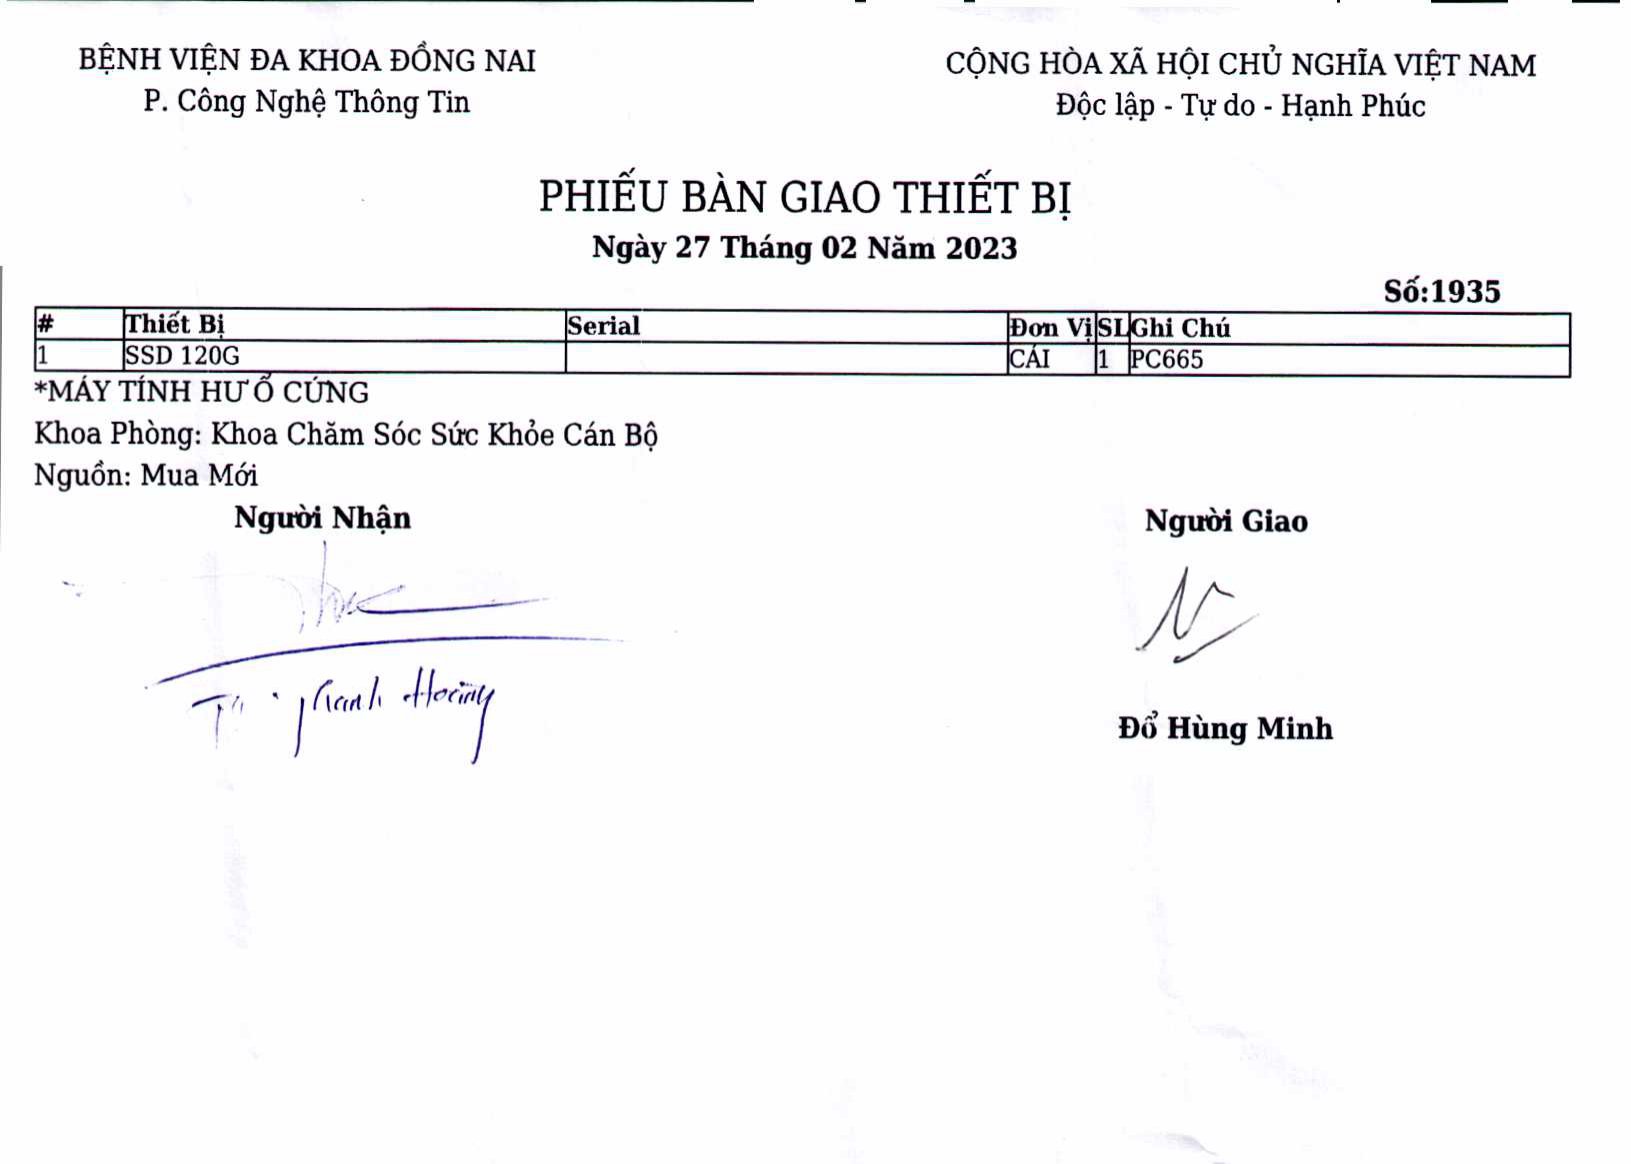 BỆNH VIỆN ĐA KHOA ĐỒNG NAI
P. Công Nghệ Thông Tin
CỘNG HÒA XÃ HỘI CHỦ NGHĨA VIỆT NAM
Độc lập - Tự do - Hạnh Phúc
PHIẾU BÀN GIAO THIẾT BỊ
Ngày 27 Tháng 02 Năm 2023
Số:1935
# Thiết Bị Serial Đơn Vị SL Ghi Chú
1 SSD 120G CÁI 1 PC665
*MÁY TÍNH HƯ Ổ CỨNG
Khoa Phòng: Khoa Chăm Sóc Sức Khỏe Cán Bộ
Nguồn: Mua Mới
Người Nhận Người Giao
Hoàng
Đổ Hùng Minh